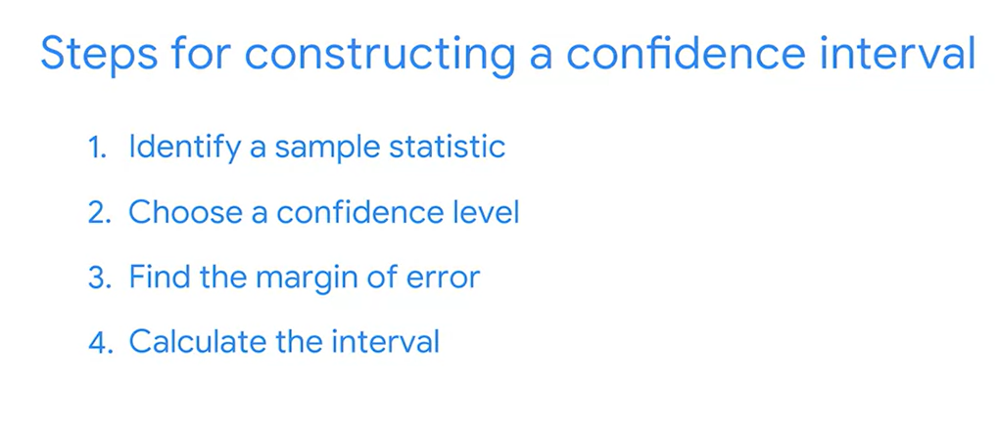 Steps for constructing a confidence interval
1. Identify a sample statistic
2. Choose a confidence level
3. Find the margin of error
4. Calculate the interval